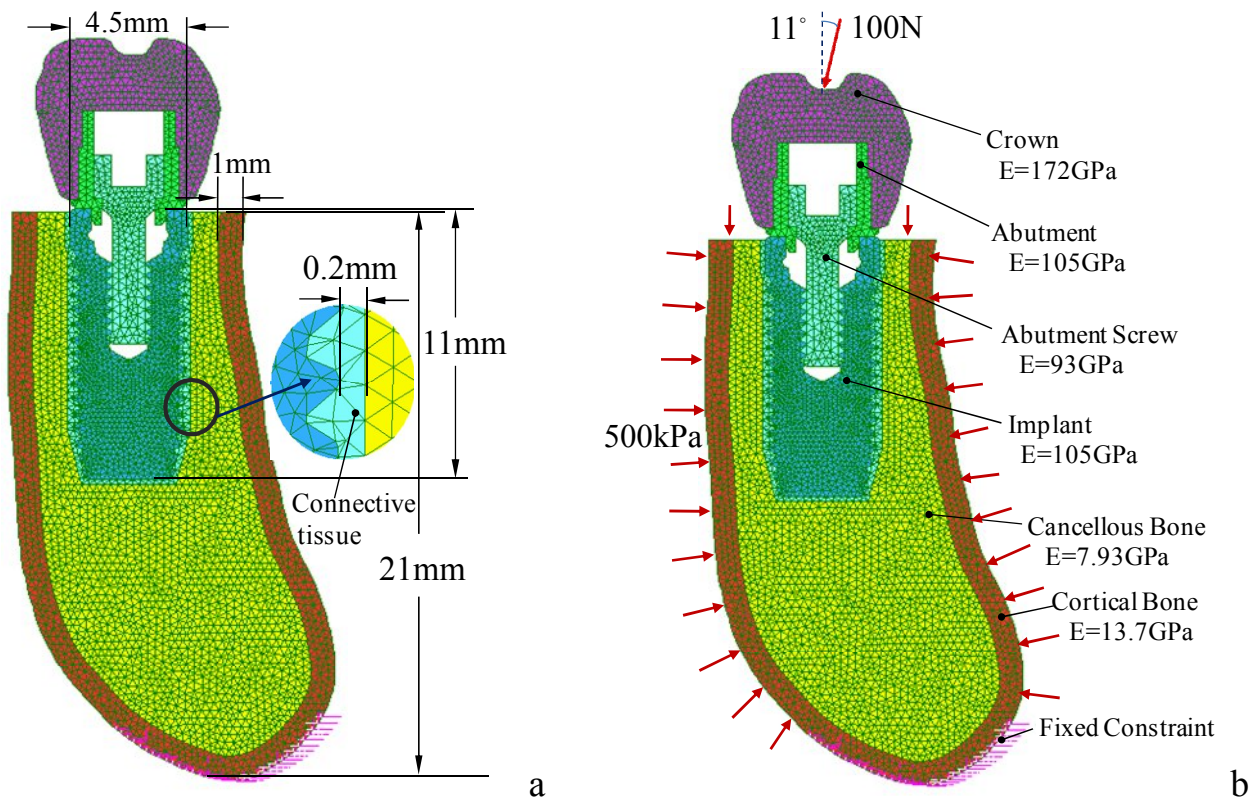 4.5mm
1mm
0.2mm
11mm
Connective
tissue
21mm
a
11°
100N
Crown
E=172GPa
Abutment
E=105GPa
Abutment Screw
E=93GPa
Implant
E=105GPa
500kPa
Cancellous Bone
E=7.93GPa
Cortical Bone
E=13.7GPa
Fixed Constraint
b